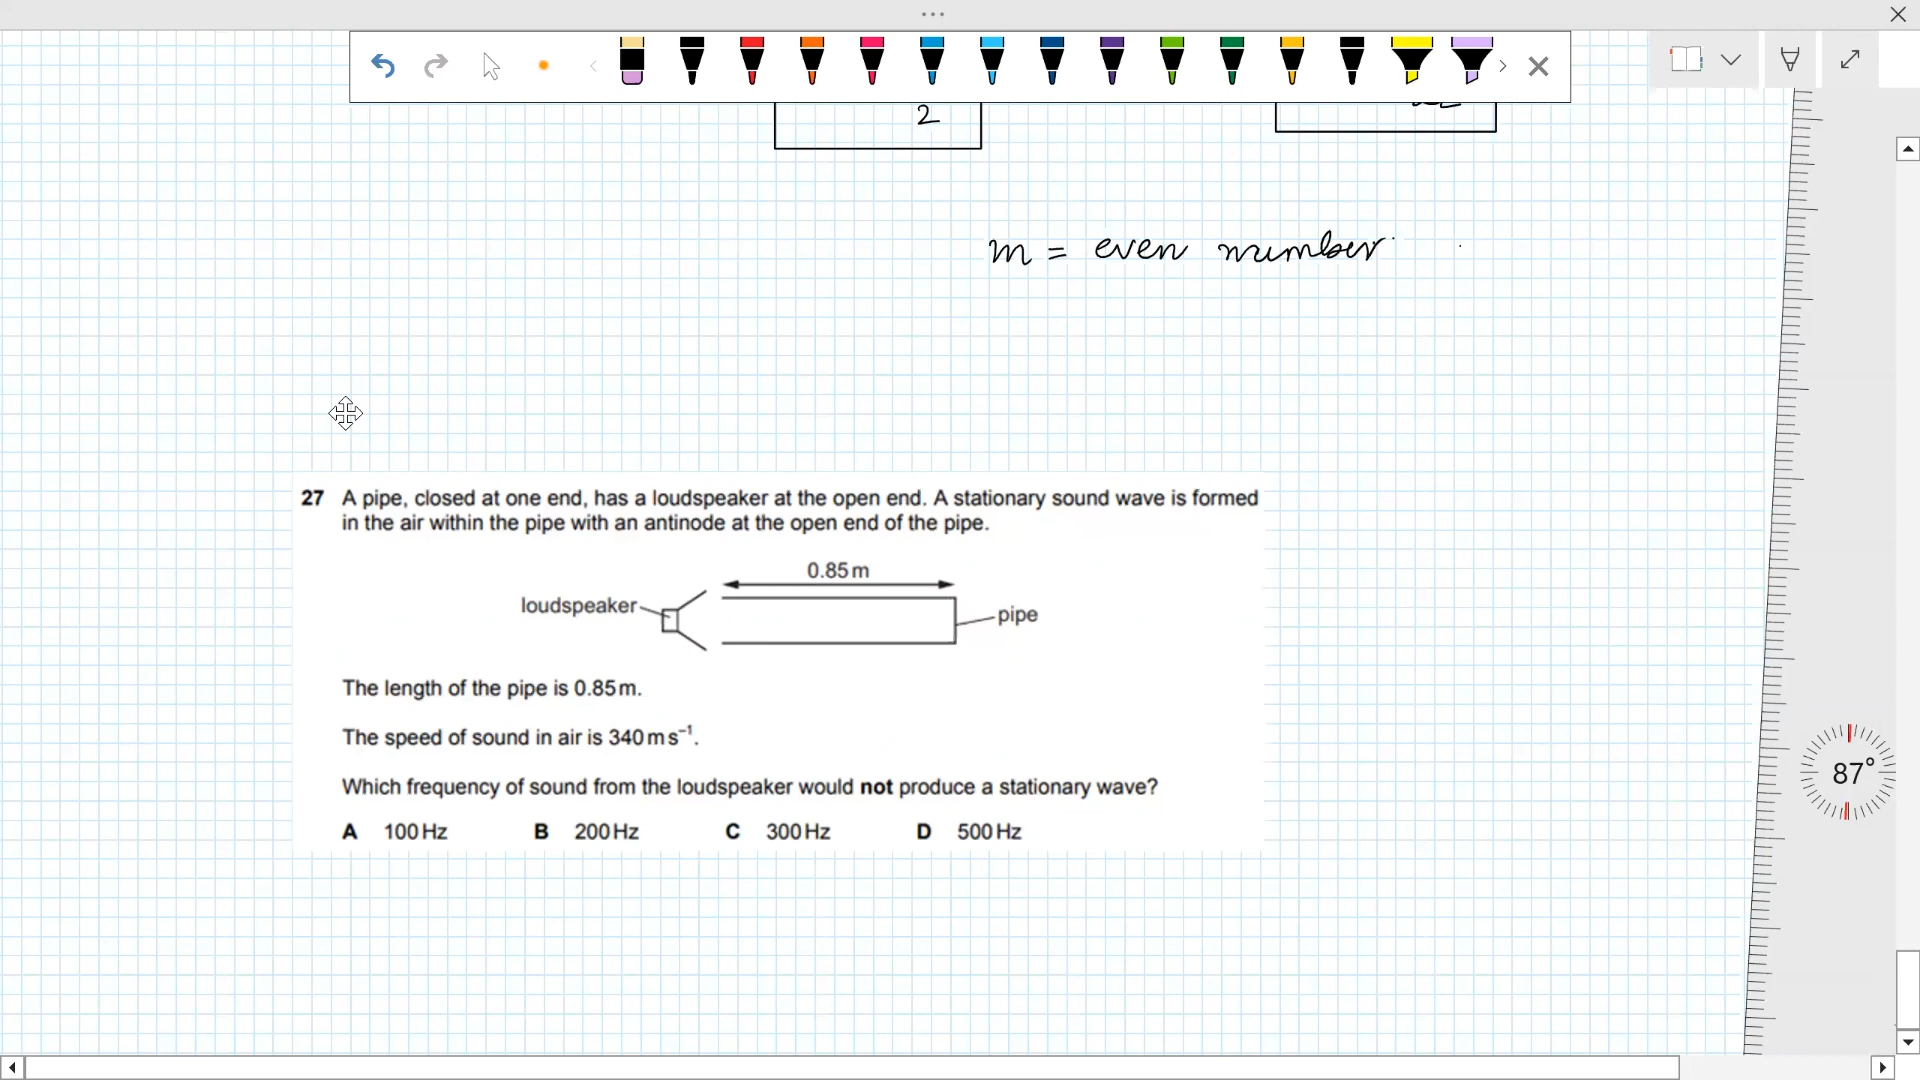 2
m = even number
27 A pipe, closed at one end, has a loudspeaker at the open end. A stationary sound wave is formed
in the air within the pipe with an antinode at the open end of the pipe.
0.85 m
loudspeaker
pipe
The length of the pipe is 0.85 m.
The speed of sound in air is 340 m s⁻¹.
Which frequency of sound from the loudspeaker would not produce a stationary wave?
A 100 Hz B 200 Hz C 300 Hz D 500 Hz
87°